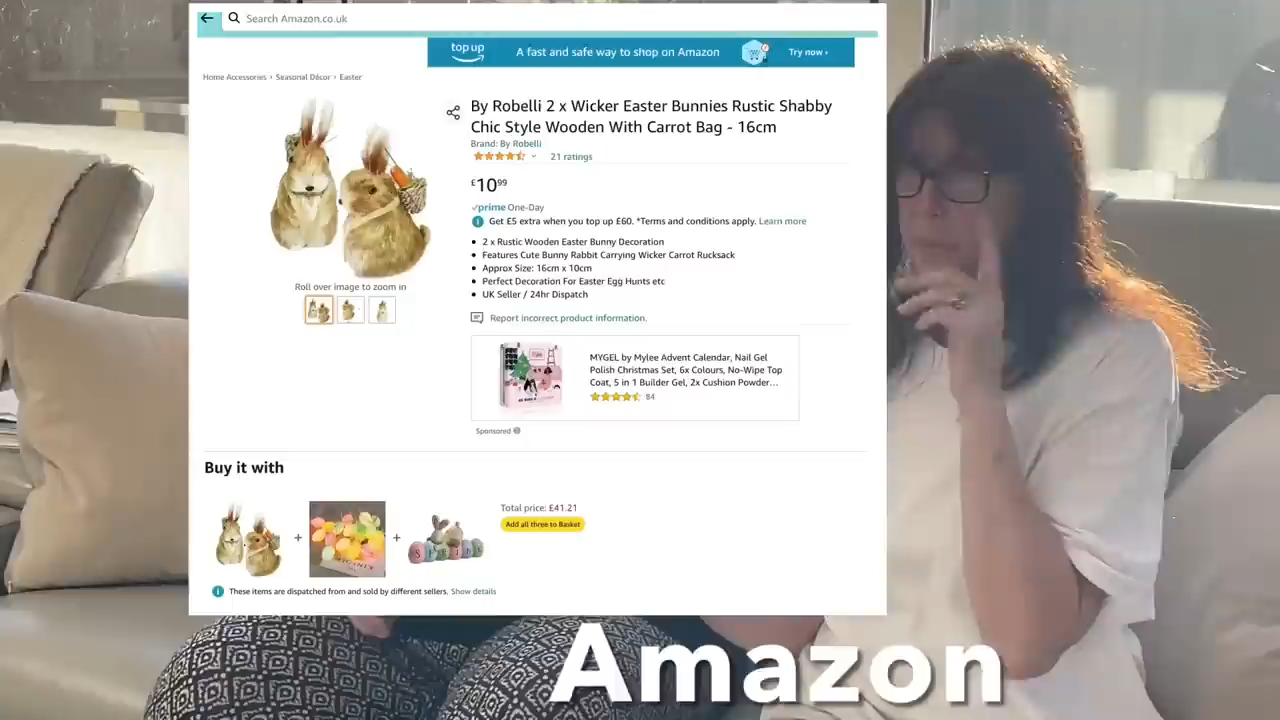 Search Amazon.co.uk
top up
A fast and safe way to shop on Amazon
Try now ›
Home Accessories › Seasonal Décor › Easter
By Robelli 2 x Wicker Easter Bunnies Rustic Shabby
Chic Style Wooden With Carrot Bag - 16cm
Brand: By Robelli
21 ratings
£1099
prime One-Day
Get £5 extra when you top up £60. *Terms and conditions apply. Learn more
• 2 x Rustic Wooden Easter Bunny Decoration
• Features Cute Bunny Rabbit Carrying Wicker Carrot Rucksack
• Approx Size: 16cm x 10cm
• Perfect Decoration For Easter Egg Hunts etc
• UK Seller / 24hr Dispatch
Roll over image to zoom in
Report incorrect product information.
MYGEL by Mylee Advent Calendar, Nail Gel
Polish Christmas Set, 6x Colours, No-Wipe Top
Coat, 5 in 1 Builder Gel, 2x Cushion Powder...
84
Sponsored
Buy it with
Total price: £41.21
Add all three to Basket
+
+
SPRING
These items are dispatched from and sold by different sellers. Show details
Amazon